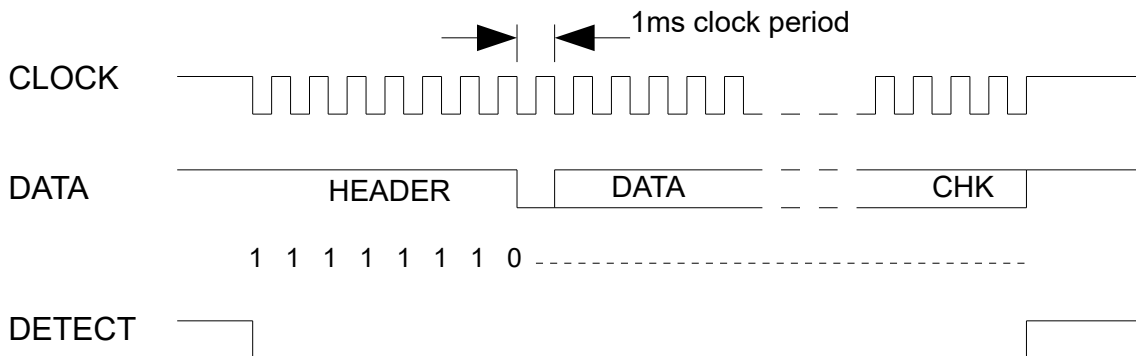 1ms clock period
CLOCK
DATA HEADER DATA CHK
1 1 1 1 1 1 1 0
DETECT